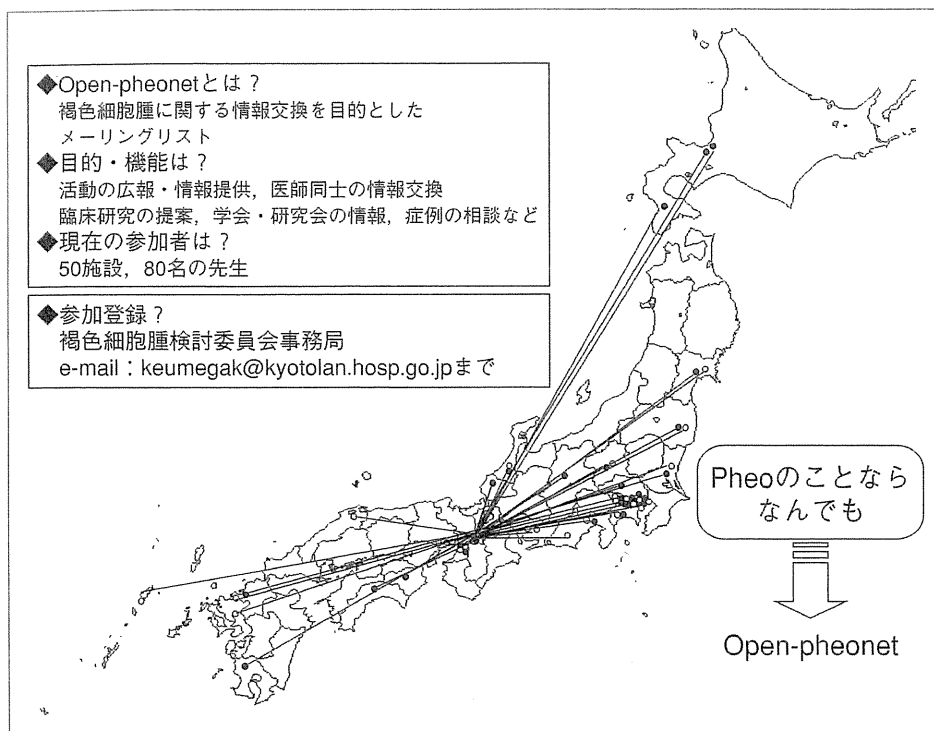 ◆Open-pheonetとは？
褐色細胞腫に関する情報交換を目的とした
メーリングリスト
◆目的・機能は？
活動の広報・情報提供，医師同士の情報交換
臨床研究の提案，学会・研究会の情報，症例の相談など
◆現在の参加者は？
50施設，80名の先生
◆参加登録？
褐色細胞腫検討委員会事務局
e-mail：keumegak@kyotolan.hosp.go.jpまで
Pheoのことなら
なんでも
Open-pheonet